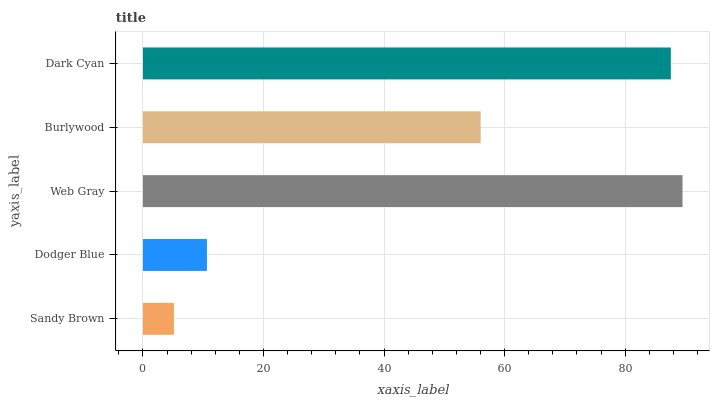 title
Dark Cyan
Burlywood
Web Gray
Dodger Blue
Sandy Brown
yaxis_label
0 20 40 60 80
xaxis_label